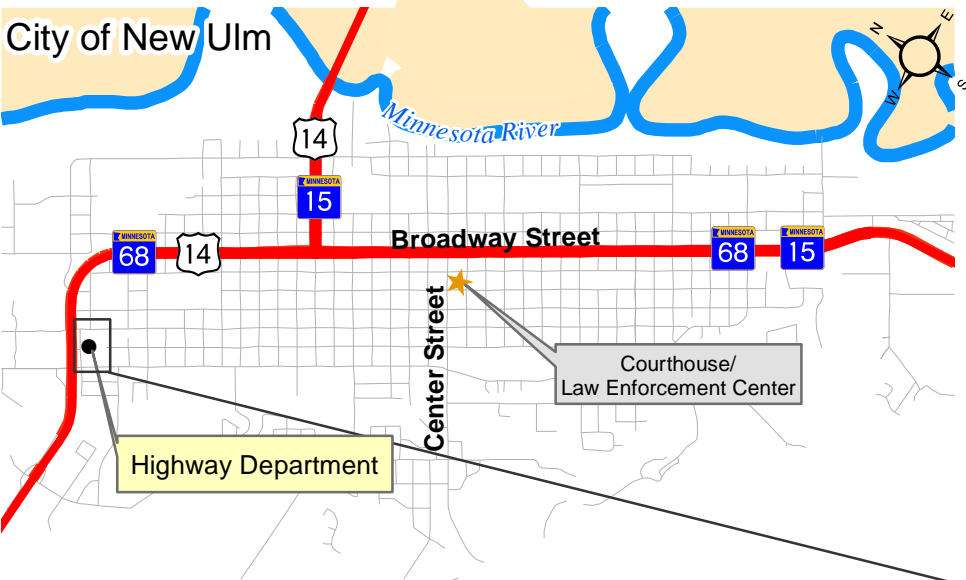 City of New Ulm
N
E
S
W
Minnesota River
14
MINNESOTA
15
Broadway Street
MINNESOTA
68
14
MINNESOTA
68
MINNESOTA
15
Center Street
Courthouse/
Law Enforcement Center
Highway Department